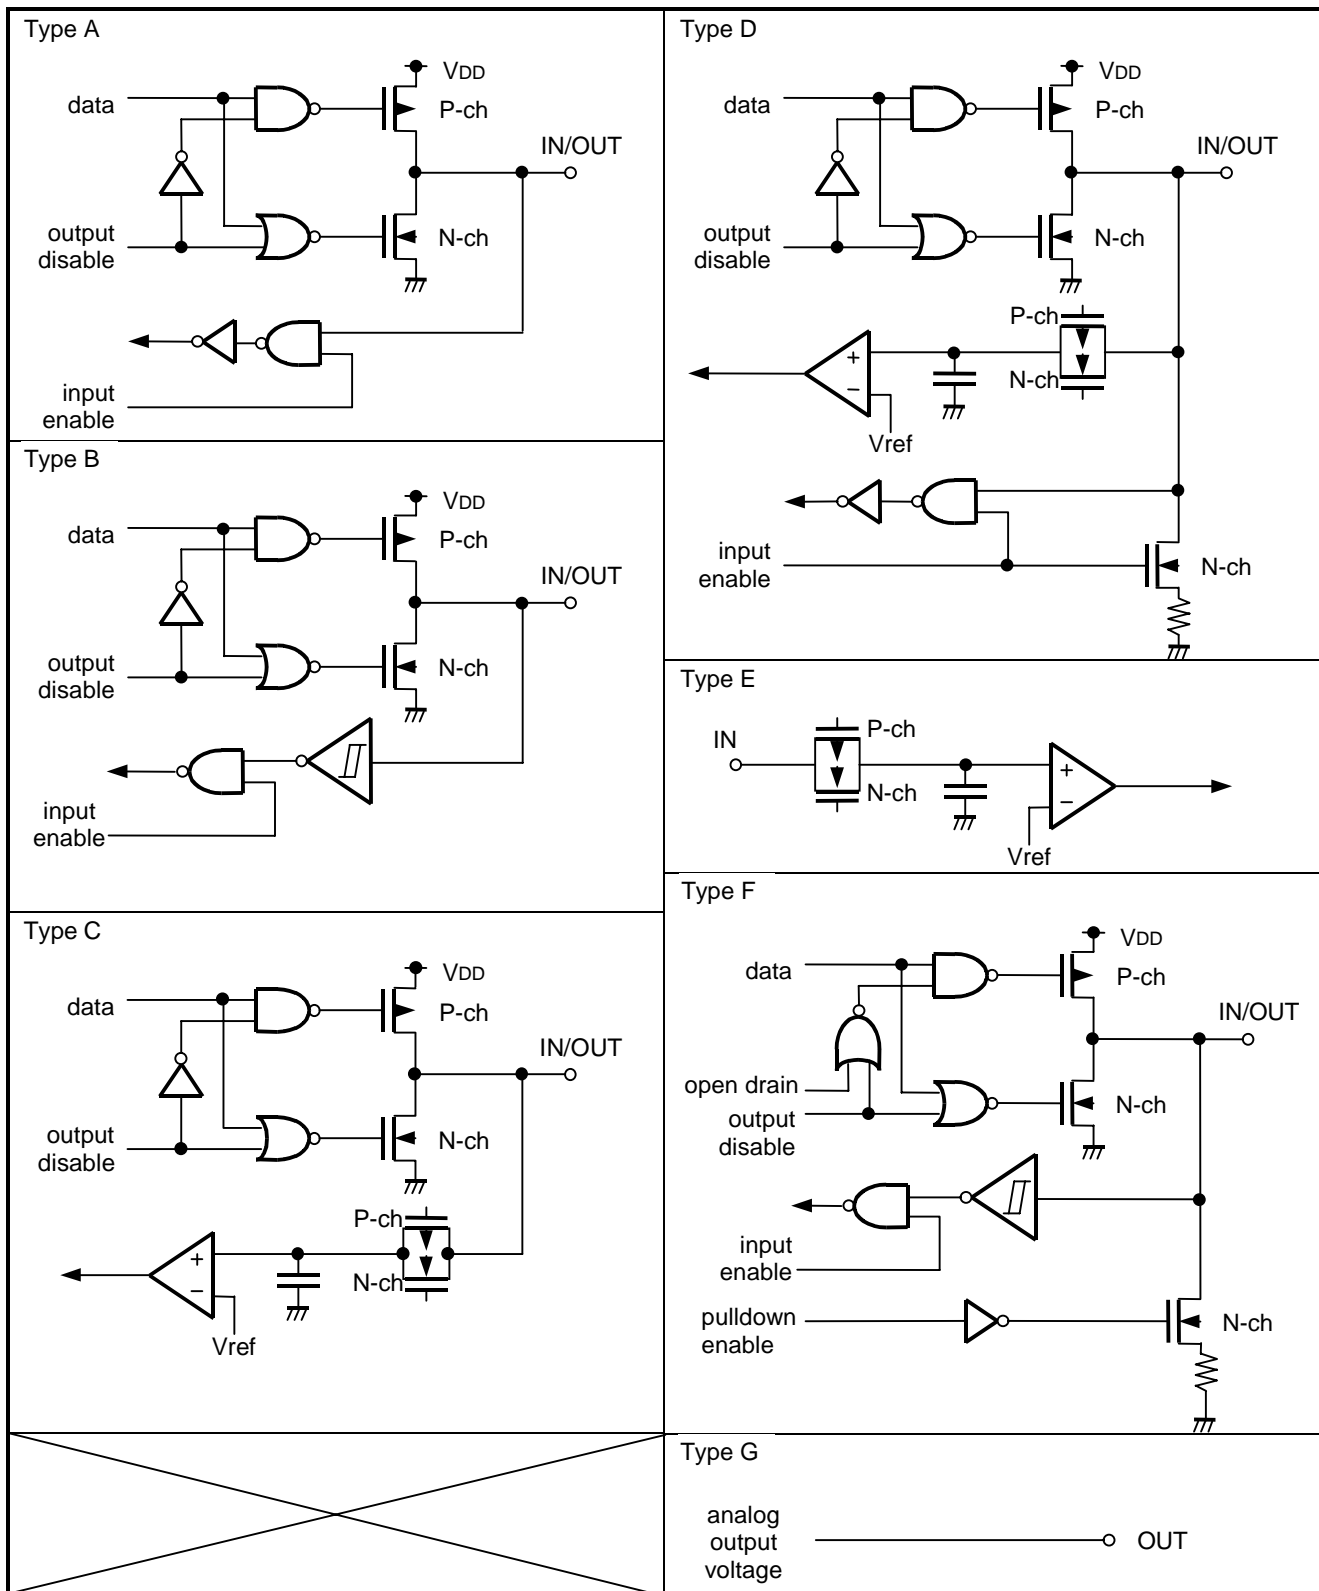 Type A
VDD
data
P-ch
IN/OUT
output
disable
N-ch
input
enable
Type B
VDD
data
P-ch
IN/OUT
output
disable
N-ch
input
enable
Type C
VDD
data
P-ch
IN/OUT
output
disable
N-ch
P-ch
+
−
N-ch
Vref
Type D
VDD
data
P-ch
IN/OUT
output
disable
N-ch
P-ch
+
−
N-ch
Vref
input
enable
N-ch
Type E
IN
P-ch
N-ch
+
−
Vref
Type F
VDD
data
P-ch
IN/OUT
open drain
output
disable
N-ch
input
enable
pulldown
enable
N-ch
Type G
analog
output
voltage
OUT